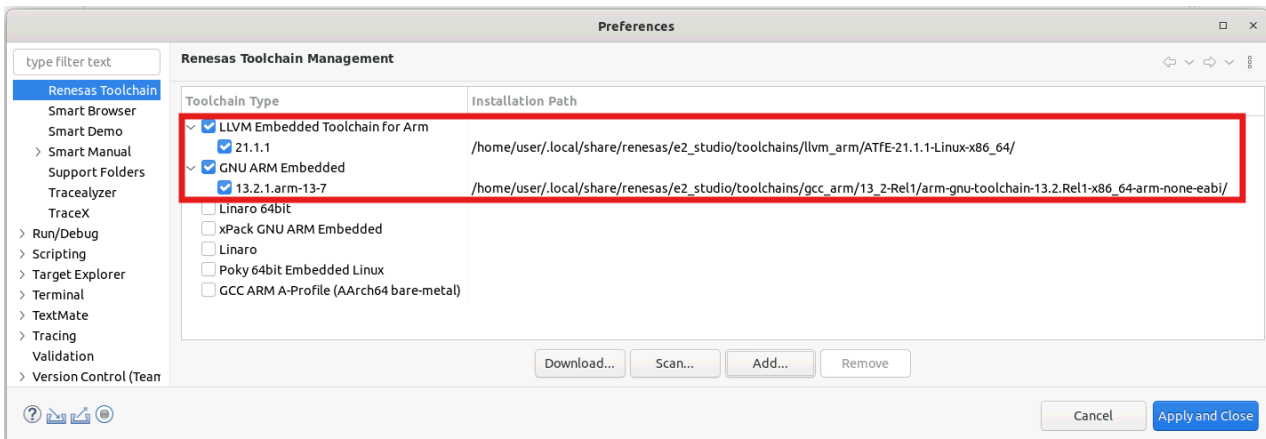 Preferences
type filter text
Renesas Toolchain Management
Renesas Toolchain
Smart Browser
Smart Demo
Smart Manual
Support Folders
Tracealyzer
TraceX
Run/Debug
Scripting
Target Explorer
Terminal
TextMate
Tracing
Validation
Version Control (Team
Toolchain Type Installation Path
LLVM Embedded Toolchain for Arm
21.1.1 /home/user/.local/share/renesas/e2_studio/toolchains/llvm_arm/ATfE-21.1.1-Linux-x86_64/
GNU ARM Embedded
13.2.1.arm-13-7 /home/user/.local/share/renesas/e2_studio/toolchains/gcc_arm/13_2-Rel1/arm-gnu-toolchain-13.2.Rel1-x86_64-arm-none-eabi/
Linaro 64bit
xPack GNU ARM Embedded
Linaro
Poky 64bit Embedded Linux
GCC ARM A-Profile (AArch64 bare-metal)
Download... Scan... Add... Remove
Cancel Apply and Close